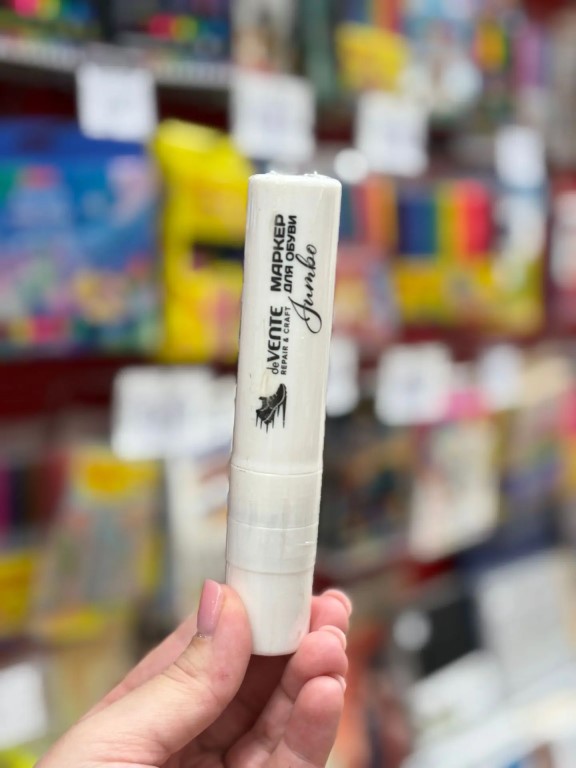 deVENTE
REPAIR & CRAFT
МАРКЕР
ДЛЯ ОБУВИ
Jumbo